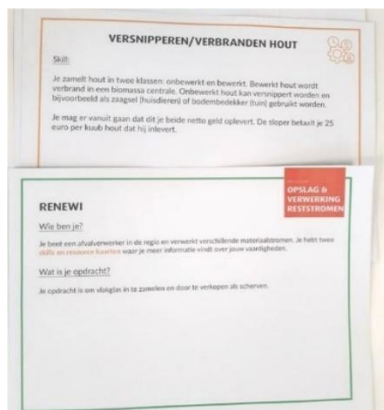 VERSNIPPEREN/VERBRANDEN HOUT
Skill:
Je zamelt hout in twee klassen: onbewerkt en bewerkt. Bewerkt hout wordt
verbrand in een biomassa centrale. Onbewerkt hout kan versnippert worden en
bijvoorbeeld als zaagsel (huisdieren) of bodembedekker (tuin) gebruikt worden.
Je mag er vanuit gaan dat dit je beide netto geld oplevert. De sloper betaalt je 25
euro per kuub hout dat hij inlevert.
OPSLAG &
VERWERKING
RESTSTROMEN
RENEWI
Wie ben je?
Je bent een afvalverwerker in de regio en verwerkt verschillende materiaalstromen. Je hebt twee
skills en resource kaarten waar je meer informatie vindt over jouw vaardigheden.
Wat is je opdracht?
Je opdracht is om vlakglas in te zamelen en door te verkopen als scherven.